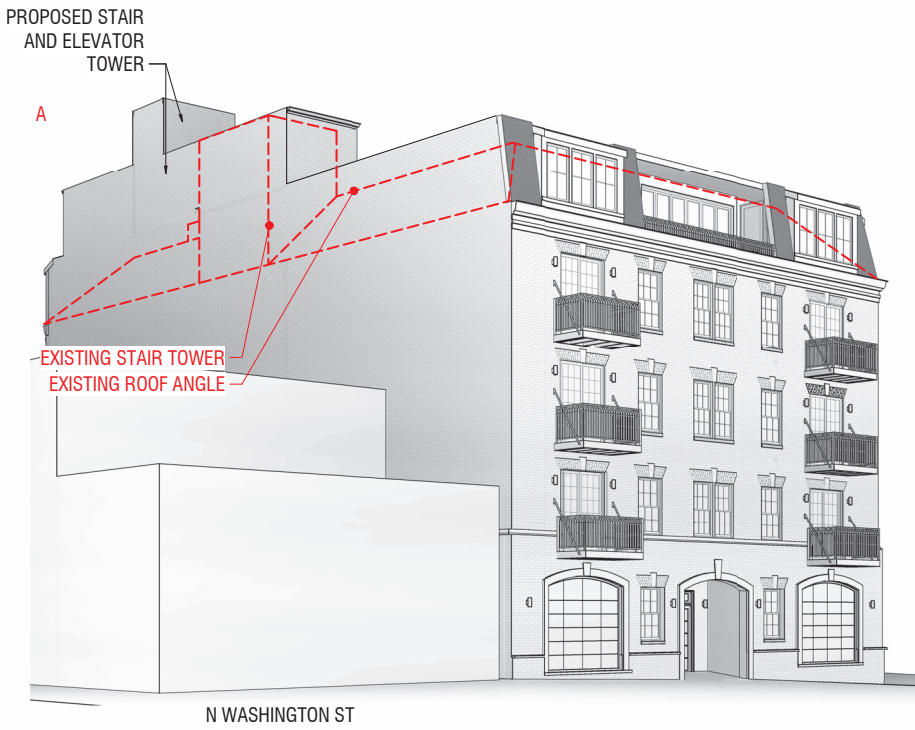 PROPOSED STAIR
AND ELEVATOR
TOWER
A
EXISTING STAIR TOWER
EXISTING ROOF ANGLE
N WASHINGTON ST